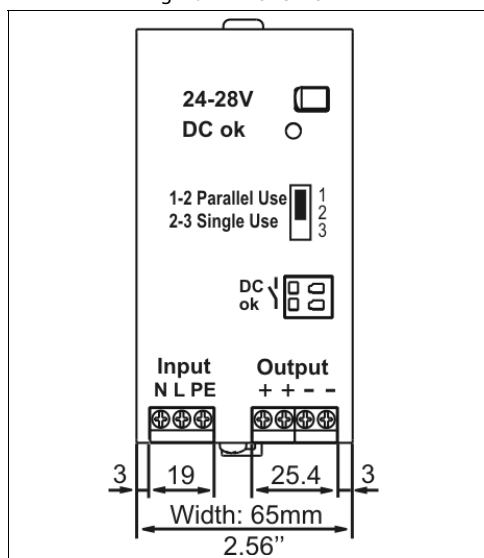 24-28V
DC ok
1-2 Parallel Use
2-3 Single Use
1
2
3
DC
ok
Input
Output
N L PE
+ + - -
3
19
25.4
3
Width: 65mm
2.56"